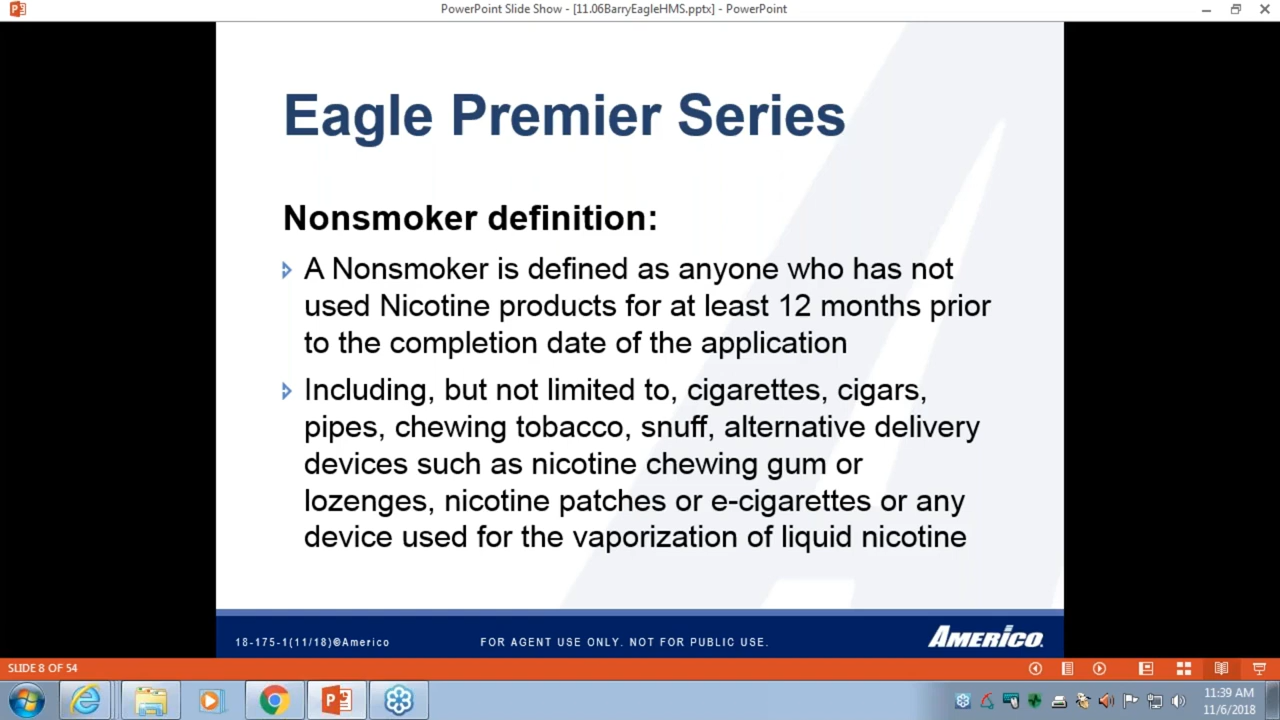 PowerPoint Slide Show - [11.06BarryEagleHMS.pptx] - PowerPoint
Eagle Premier Series
Nonsmoker definition:
A Nonsmoker is defined as anyone who has not
used Nicotine products for at least 12 months prior
to the completion date of the application
Including, but not limited to, cigarettes, cigars,
pipes, chewing tobacco, snuff, alternative delivery
devices such as nicotine chewing gum or
lozenges, nicotine patches or e-cigarettes or any
device used for the vaporization of liquid nicotine
18-175-1(11/18)©Americo
FOR AGENT USE ONLY. NOT FOR PUBLIC USE.
AMERICO.
SLIDE 8 OF 54
11:39 AM
11/6/2018